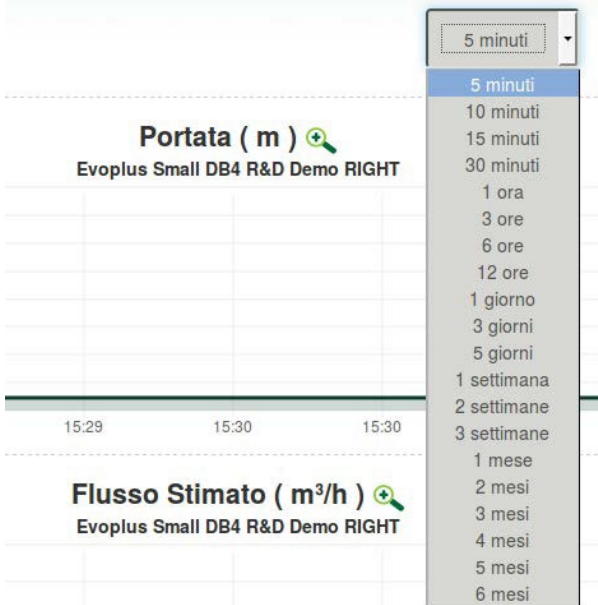 5 minuti
5 minuti
10 minuti
15 minuti
30 minuti
1 ora
3 ore
6 ore
12 ore
1 giorno
3 giorni
5 giorni
1 settimana
2 settimane
3 settimane
1 mese
2 mesi
3 mesi
4 mesi
5 mesi
6 mesi
Portata ( m )
Evoplus Small DB4 R&D Demo RIGHT
15:29 15:30 15:30
Flusso Stimato ( m³/h )
Evoplus Small DB4 R&D Demo RIGHT